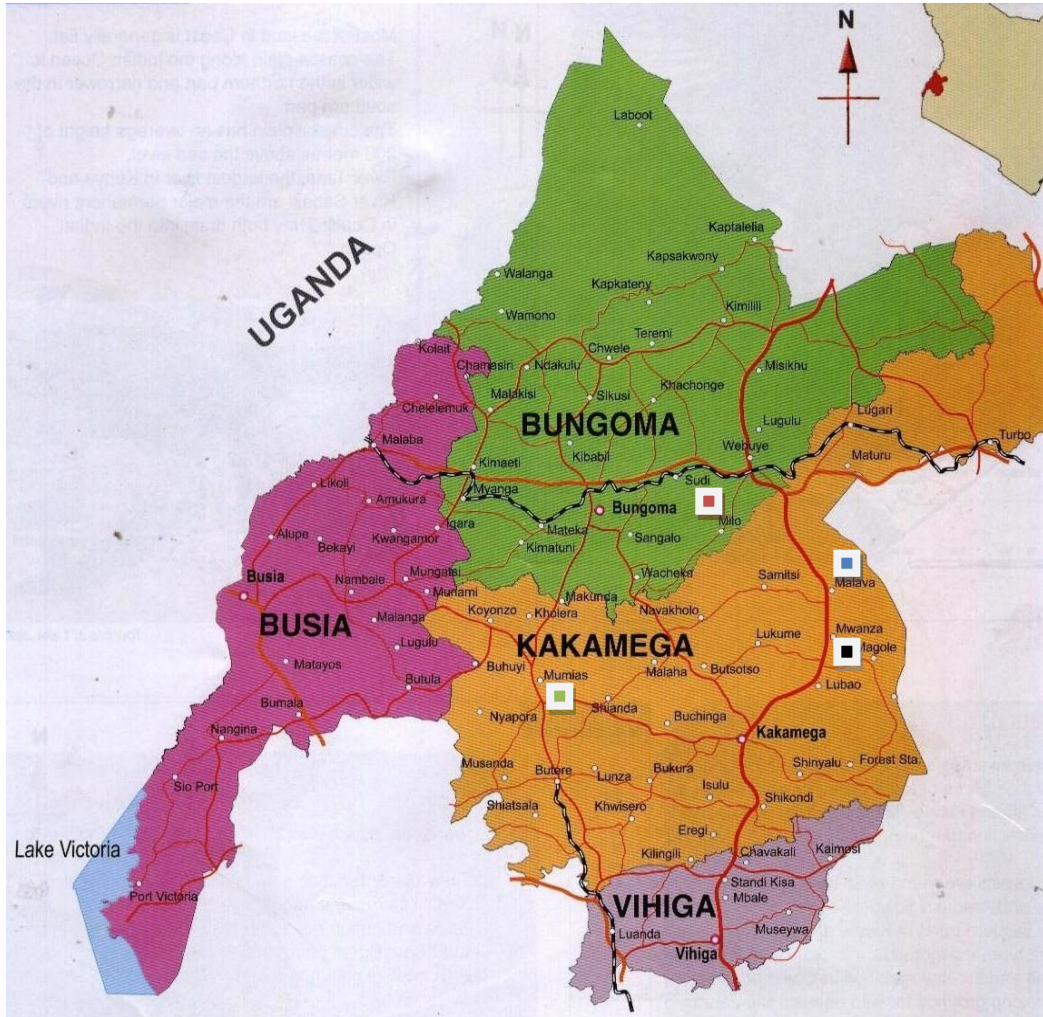 N
Laboot
Kaptalelia
Kapsakwony
UGANDA
Walanga
Kapkateny
Wamono
Kimilili
Teremi
Kolait
Chwele
Chamasiri
Ndakulu
Misikhu
Khachonge
Malakisi
Sikusi
Chelelemuk
Lugari
BUNGOMA
Lugulu
Turbo
Malaba
Webuye
Kibabii
Maturu
Kimaeti
Sudi
Likoli
Myanga
Amukura
Bungoma
Milo
Igara
Mateka
Alupe
Kwangamor
Sangalo
Bekayi
Kimatuni
Wacheka
Mungatsi
Busia
Nambale
Samitsi
Malava
Munami
Makunda
Koyonzo
Kholera
Navakholo
Malanga
BUSIA
KAKAMEGA
Mwanza
Lukume
Lugulu
Magole
Matayos
Buhuyi
Butsotso
Malaha
Mumias
Butula
Lubao
Bumala
Shianda
Nyapora
Buchinga
Nangina
Kakamega
Musanda
Forest Sta.
Shinyalu
Bukura
Butere
Lunza
Sio Port
Isulu
Shiatsala
Khwisero
Shikondi
Eregi
Lake Victoria
Kilingili
Chavakali
Kaimosi
Port Victoria
Standi Kisa
Mbale
VIHIGA
Museywa
Luanda
Vihiga